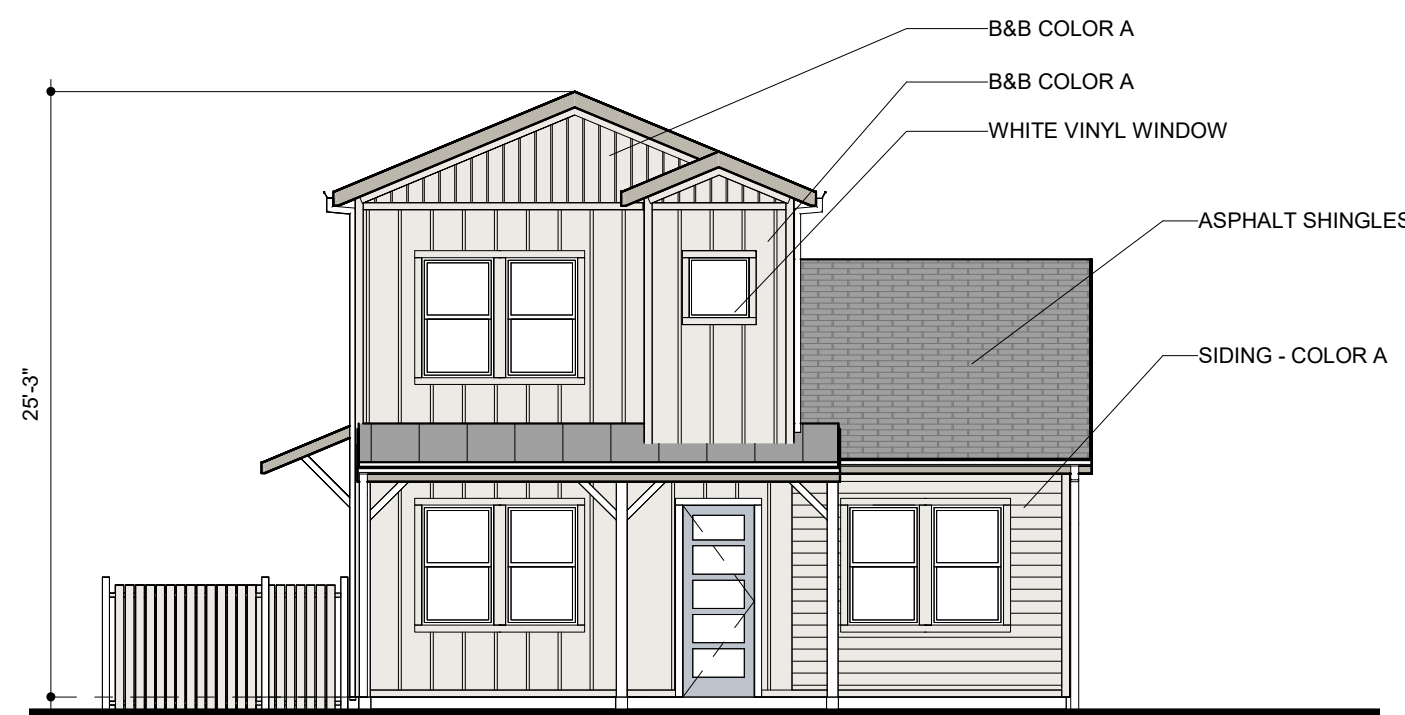 B&B COLOR A
B&B COLOR A
WHITE VINYL WINDOW
ASPHALT SHINGLES
SIDING - COLOR A
25'-3"